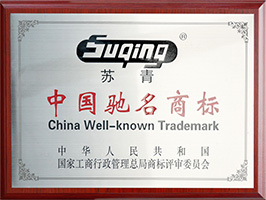 Suqing®
苏青
中国驰名商标
China Well-known Trademark
中华人民共和国
国家工商行政管理总局商标评审委员会